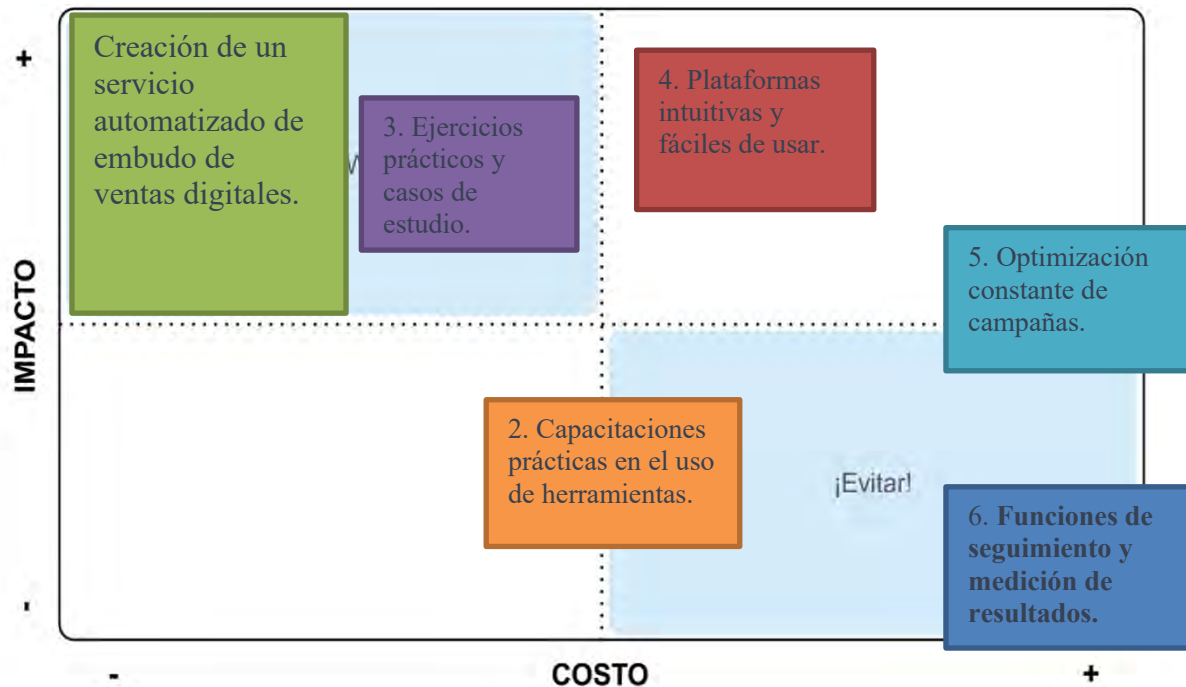 +
Creación de un
servicio
automatizado de
embudo de
ventas digitales.
3. Ejercicios
prácticos y
casos de
estudio.
4. Plataformas
intuitivas y
fáciles de usar.
5. Optimización
constante de
campañas.
IMPACTO
2. Capacitaciones
prácticas en el uso
de herramientas.
¡Evitar!
6. Funciones de
seguimiento y
medición de
resultados.
-
-
COSTO
+